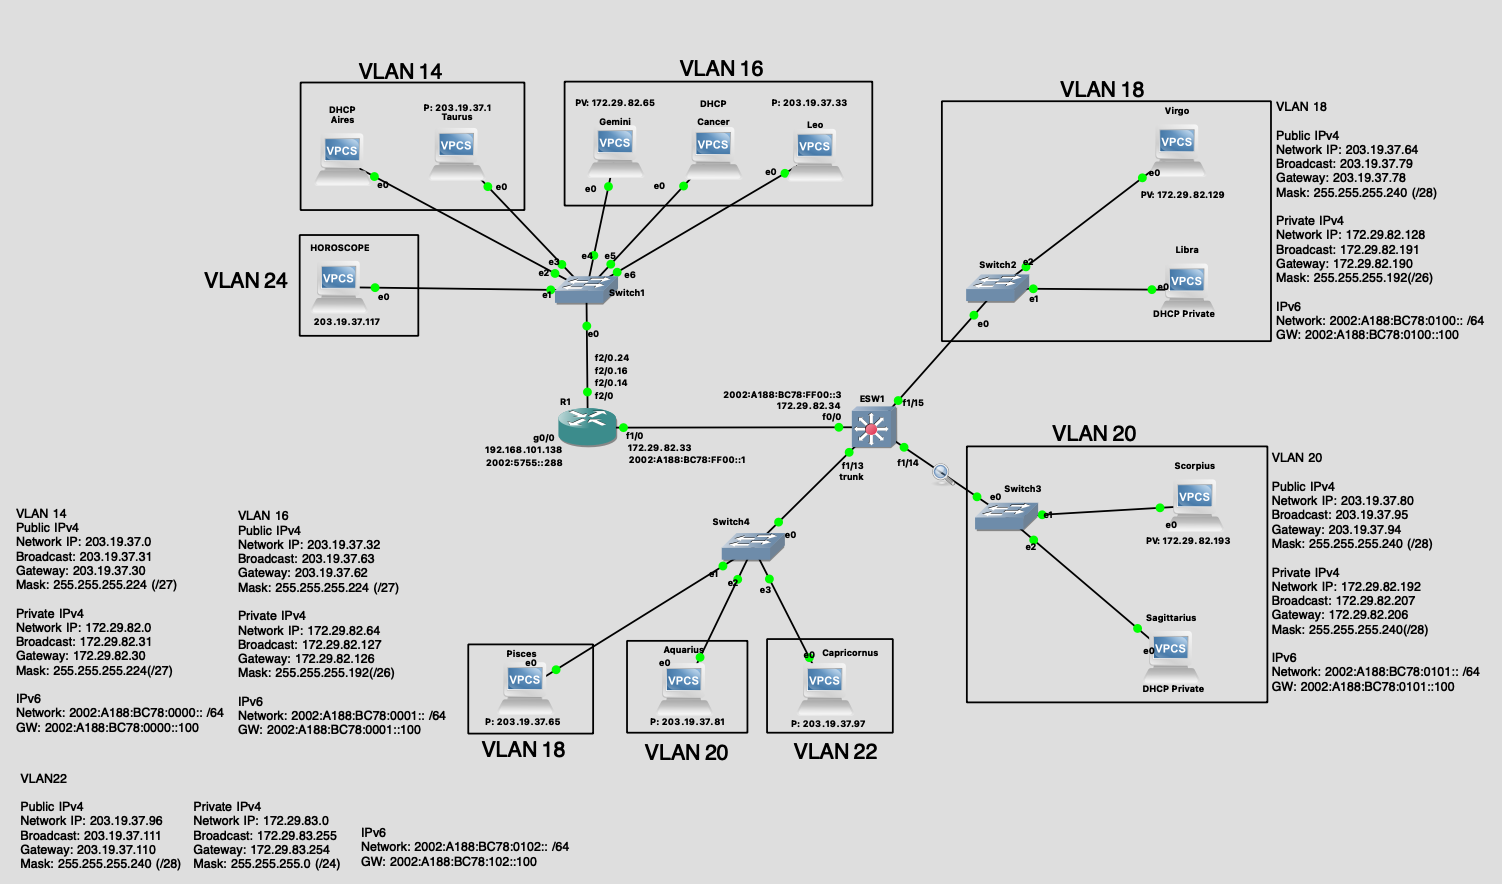 VLAN 14
DHCP
Aires
VPCS
e0
P: 203.19.37.1
Taurus
VPCS
e0
VLAN 16
PV: 172.29.82.65
Gemini
VPCS
e0
DHCP
Cancer
VPCS
e0
P: 203.19.37.33
Leo
VPCS
e0
VLAN 24
HOROSCOPE
VPCS
e0
203.19.37.117
e3
e2
e1
e4
e5
e6
Switch1
e0
f2/0.24
f2/0.16
f2/0.14
f2/0
R1
g0/0
192.168.101.138
2002:5755::288
f1/0
172.29.82.33
2002:A188:BC78:FF00::1
2002:A188:BC78:FF00::3
172.29.82.34
f0/0
ESW1
f1/15
f1/14
f1/13
trunk
VLAN 18
Virgo
VPCS
e0
PV: 172.29.82.129
Libra
VPCS
e0
DHCP Private
Switch2
e2
e1
e0
VLAN 18
Public IPv4
Network IP: 203.19.37.64
Broadcast: 203.19.37.79
Gateway: 203.19.37.78
Mask: 255.255.255.240 (/28)
Private IPv4
Network IP: 172.29.82.128
Broadcast: 172.29.82.191
Gateway: 172.29.82.190
Mask: 255.255.255.192(/26)
IPv6
Network: 2002:A188:BC78:0100:: /64
GW: 2002:A188:BC78:0100::100
VLAN 20
Scorpius
VPCS
e0
PV: 172.29.82.193
Switch3
e0
e1
e2
Sagittarius
VPCS
e0
DHCP Private
VLAN 20
Public IPv4
Network IP: 203.19.37.80
Broadcast: 203.19.37.95
Gateway: 203.19.37.94
Mask: 255.255.255.240 (/28)
Private IPv4
Network IP: 172.29.82.192
Broadcast: 172.29.82.207
Gateway: 172.29.82.206
Mask: 255.255.255.240(/28)
IPv6
Network: 2002:A188:BC78:0101:: /64
GW: 2002:A188:BC78:0101::100
Switch4
e0
e1
e2
e3
Pisces
e0
VPCS
P: 203.19.37.65
VLAN 18
Aquarius
e0
VPCS
P: 203.19.37.81
VLAN 20
e0
Capricornus
VPCS
P: 203.19.37.97
VLAN 22
VLAN 14
Public IPv4
Network IP: 203.19.37.0
Broadcast: 203.19.37.31
Gateway: 203.19.37.30
Mask: 255.255.255.224 (/27)
Private IPv4
Network IP: 172.29.82.0
Broadcast: 172.29.82.31
Gateway: 172.29.82.30
Mask: 255.255.255.224(/27)
IPv6
Network: 2002:A188:BC78:0000:: /64
GW: 2002:A188:BC78:0000::100
VLAN 16
Public IPv4
Network IP: 203.19.37.32
Broadcast: 203.19.37.63
Gateway: 203.19.37.62
Mask: 255.255.255.224 (/27)
Private IPv4
Network IP: 172.29.82.64
Broadcast: 172.29.82.127
Gateway: 172.29.82.126
Mask: 255.255.255.192(/26)
IPv6
Network: 2002:A188:BC78:0001:: /64
GW: 2002:A188:BC78:0001::100
VLAN22
Public IPv4
Network IP: 203.19.37.96
Broadcast: 203.19.37.111
Gateway: 203.19.37.110
Mask: 255.255.255.240 (/28)
Private IPv4
Network IP: 172.29.83.0
Broadcast: 172.29.83.255
Gateway: 172.29.83.254
Mask: 255.255.255.0 (/24)
IPv6
Network: 2002:A188:BC78:0102:: /64
GW: 2002:A188:BC78:102::100